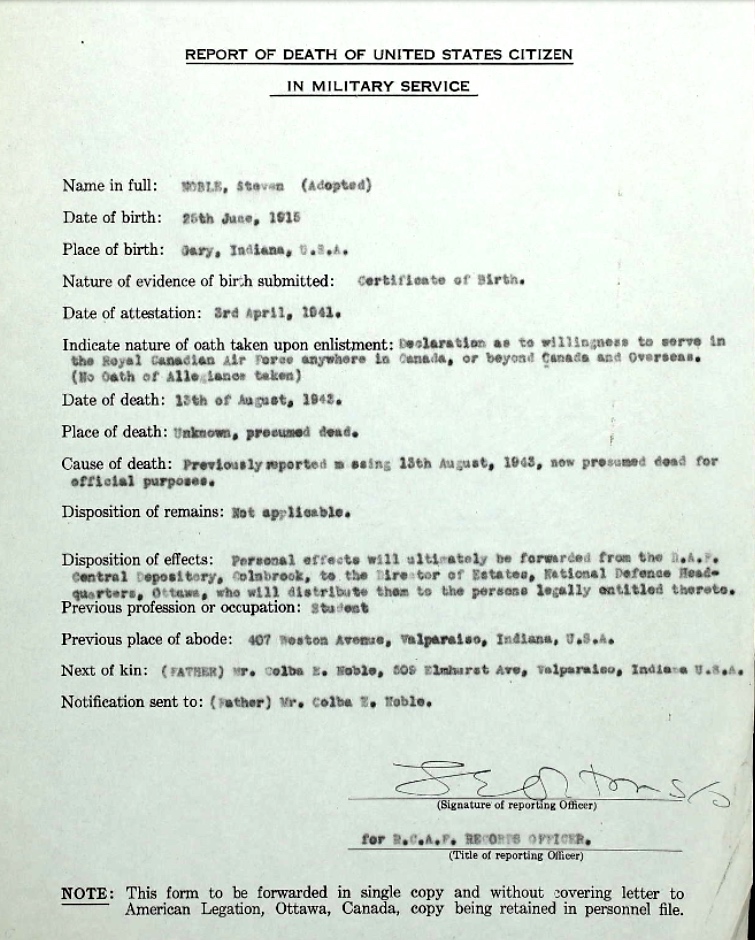 REPORT OF DEATH OF UNITED STATES CITIZEN
IN MILITARY SERVICE
Name in full: NOBLE, Steven (Adopted)
Date of birth: 25th June, 1915
Place of birth: Gary, Indiana, U.S.A.
Nature of evidence of birth submitted: Certificate of Birth.
Date of attestation: 3rd April, 1941.
Indicate nature of oath taken upon enlistment: Declaration as to willingness to serve in
the Royal Canadian Air Force anywhere in Canada, or beyond Canada and Overseas.
(No Oath of Allegiance taken)
Date of death: 13th of August, 1943.
Place of death: Unknown, presumed dead.
Cause of death: Previously reported missing 13th August, 1943, now presumed dead for
official purposes.
Disposition of remains: Not applicable.
Disposition of effects: Personal effects will ultimately be forwarded from the R.A.F.
Central Depository, Colnbrook, to the Director of Estates, National Defence Head-
quarters, Ottawa, who will distribute them to the persons legally entitled thereto.
Previous profession or occupation: Student
Previous place of abode: 407 Weston Avenue, Valparaiso, Indiana, U.S.A.
Next of kin: (FATHER) Mr. Colba E. Noble, 509 Elmhurst Ave, Valparaiso, Indiana U.S.A.
Notification sent to: (Father) Mr. Colba E. Noble.
(Signature of reporting Officer)
for R.C.A.F. RECORDS OFFICER.
(Title of reporting Officer)
NOTE: This form to be forwarded in single copy and without covering letter to
American Legation, Ottawa, Canada, copy being retained in personnel file.